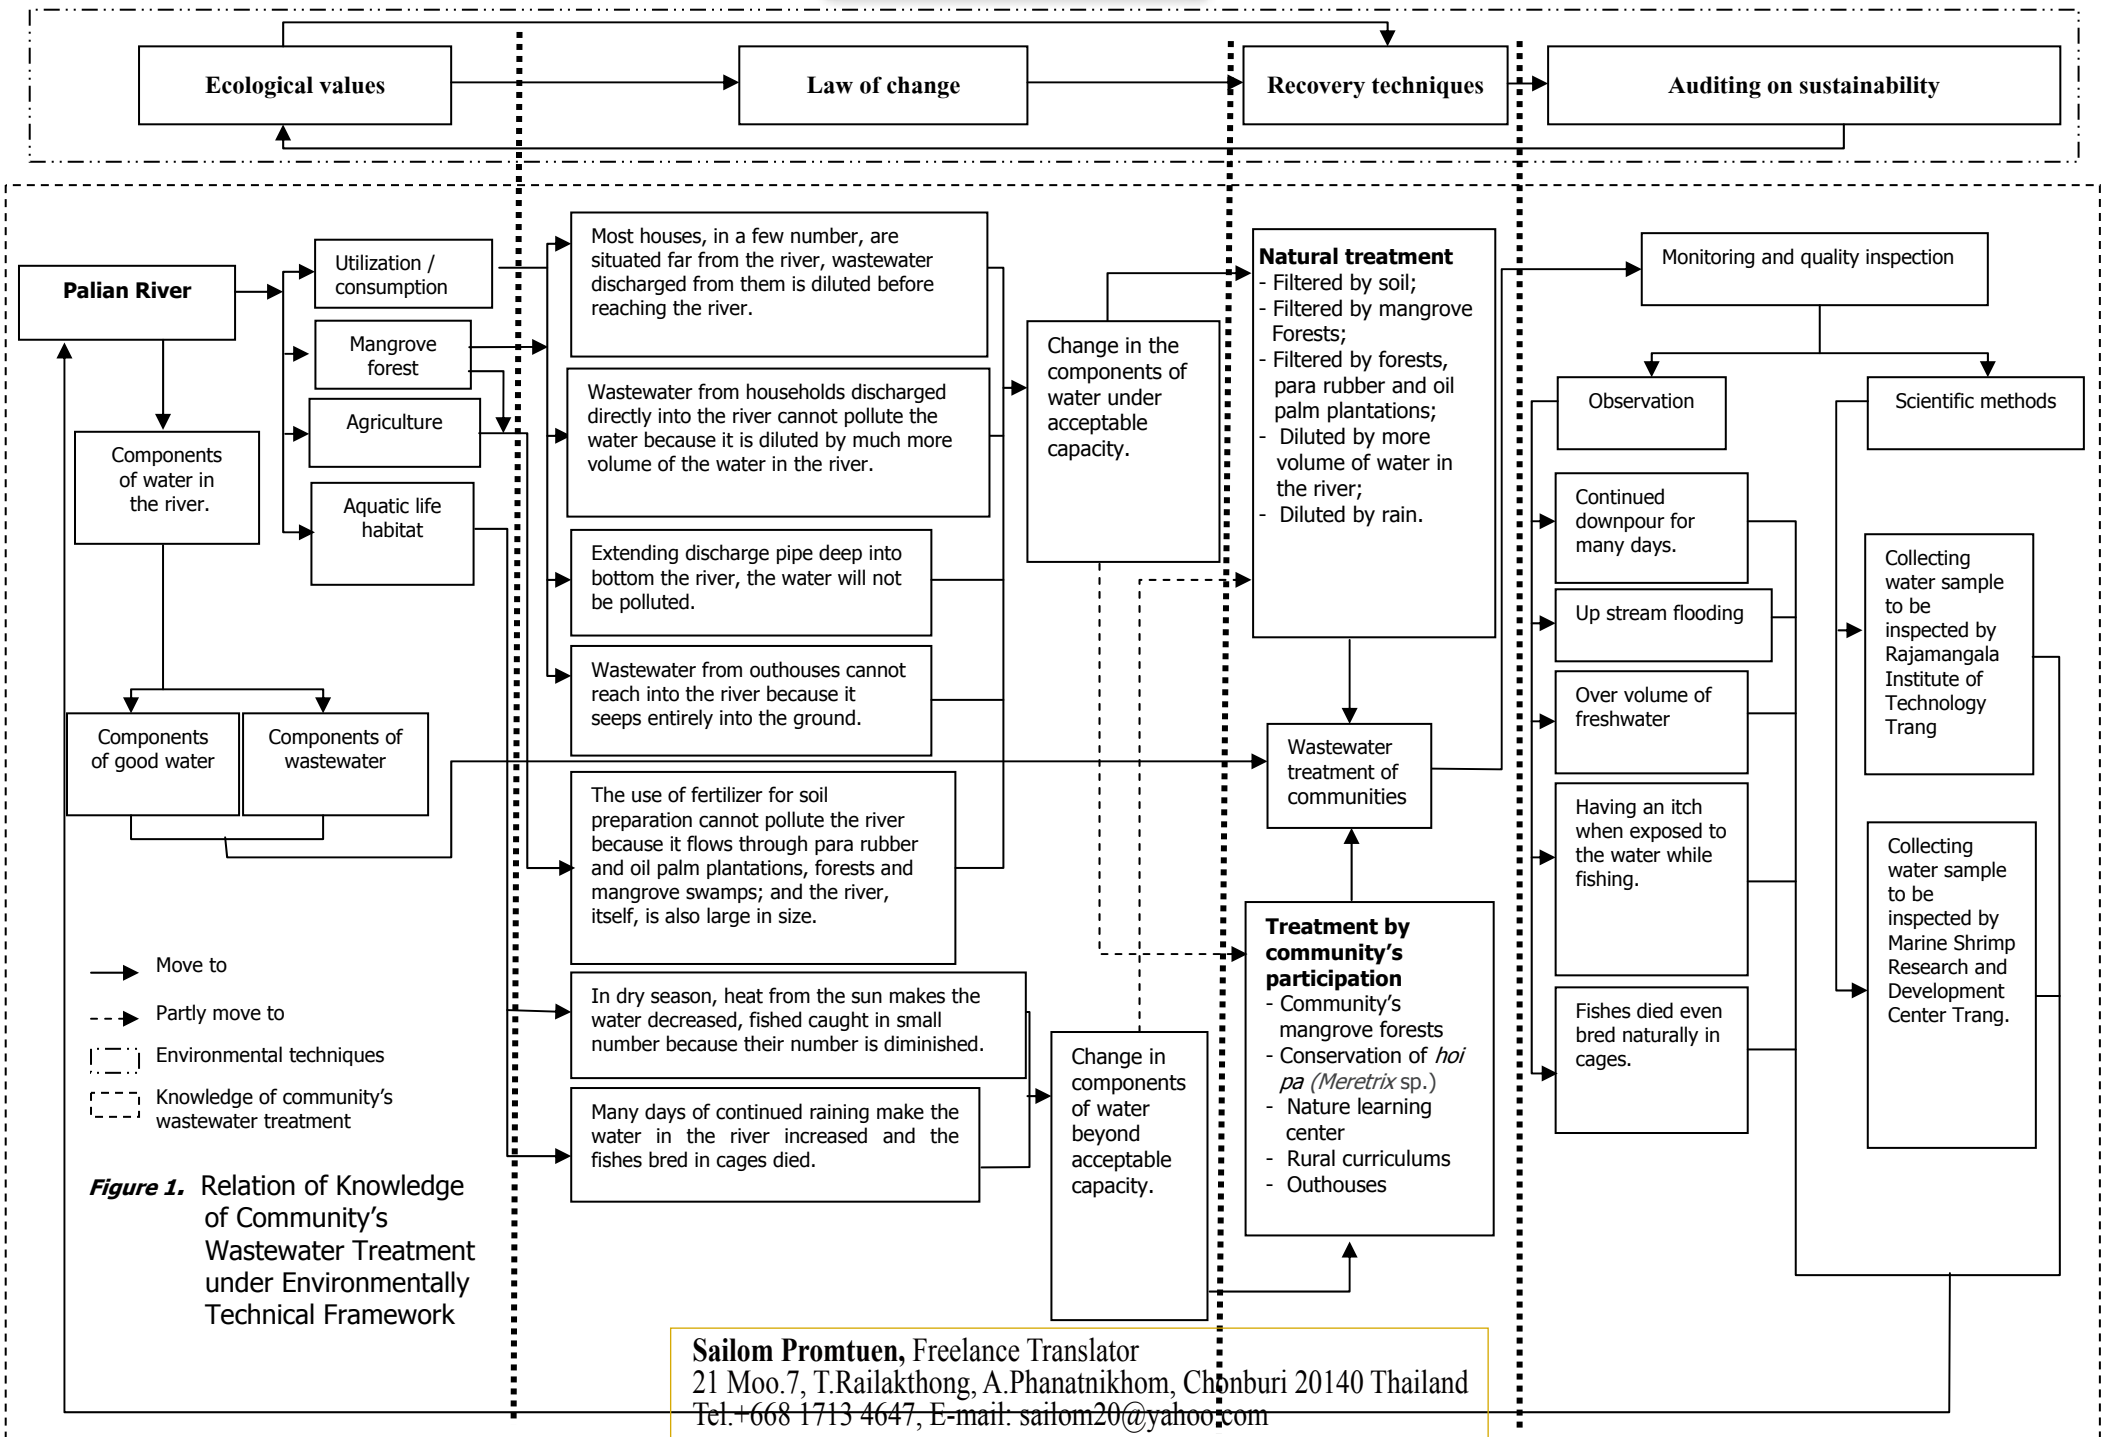 Ecological values
Law of change
Recovery techniques
Auditing on sustainability
Palian River
Utilization /
consumption
Mangrove
forest
Agriculture
Aquatic life
habitat
Components
of water in
the river.
Components
of good water
Components of
wastewater
Most houses, in a few number, are
situated far from the river, wastewater
discharged from them is diluted before
reaching the river.
Wastewater from households discharged
directly into the river cannot pollute the
water because it is diluted by much more
volume of the water in the river.
Extending discharge pipe deep into
bottom the river, the water will not
be polluted.
Wastewater from outhouses cannot
reach into the river because it
seeps entirely into the ground.
The use of fertilizer for soil
preparation cannot pollute the river
because it flows through para rubber
and oil palm plantations, forests and
mangrove swamps; and the river,
itself, is also large in size.
In dry season, heat from the sun makes the
water decreased, fished caught in small
number because their number is diminished.
Many days of continued raining make the
water in the river increased and the
fishes bred in cages died.
Change in the
components of
water under
acceptable
capacity.
Change in
components
of water
beyond
acceptable
capacity.
Natural treatment
- Filtered by soil;
- Filtered by mangrove
Forests;
- Filtered by forests,
para rubber and oil
palm plantations;
- Diluted by more
volume of water in
the river;
- Diluted by rain.
Wastewater
treatment of
communities
Treatment by
community’s
participation
- Community’s
mangrove forests
- Conservation of hoi
pa (Meretrix sp.)
- Nature learning
center
- Rural curriculums
- Outhouses
Monitoring and quality inspection
Observation
Scientific methods
Continued
downpour for
many days.
Up stream flooding
Over volume of
freshwater
Having an itch
when exposed to
the water while
fishing.
Fishes died even
bred naturally in
cages.
Collecting
water sample
to be
inspected by
Rajamangala
Institute of
Technology
Trang
Collecting
water sample
to be
inspected by
Marine Shrimp
Research and
Development
Center Trang.
Move to
Partly move to
Environmental techniques
Knowledge of community’s
wastewater treatment
Figure 1. Relation of Knowledge
of Community’s
Wastewater Treatment
under Environmentally
Technical Framework
Sailom Promtuen, Freelance Translator
21 Moo.7, T.Railakthong, A.Phanatnikhom, Chonburi 20140 Thailand
Tel.+668 1713 4647, E-mail: sailom20@yahoo.com